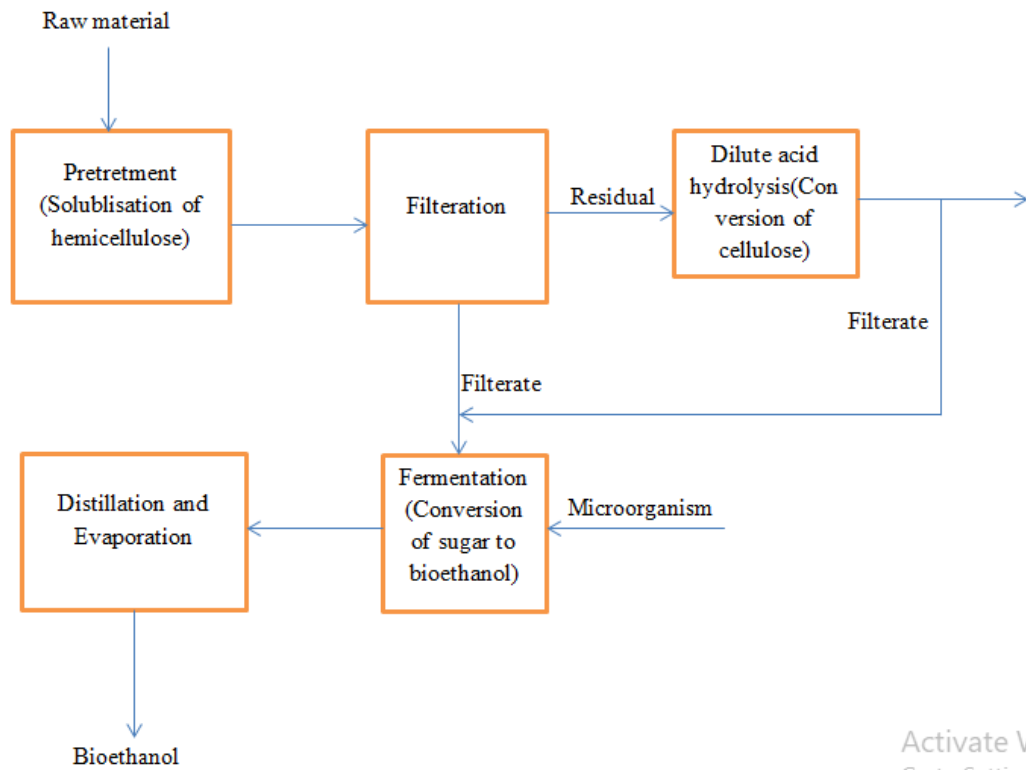 Raw material
Pretretment
(Solublisation of
hemicellulose)
Filteration
Residual
Dilute acid
hydrolysis(Con
version of
cellulose)
Filterate
Filterate
Fermentation
(Conversion
of sugar to
bioethanol)
Microorganism
Distillation and
Evaporation
Bioethanol
Activate